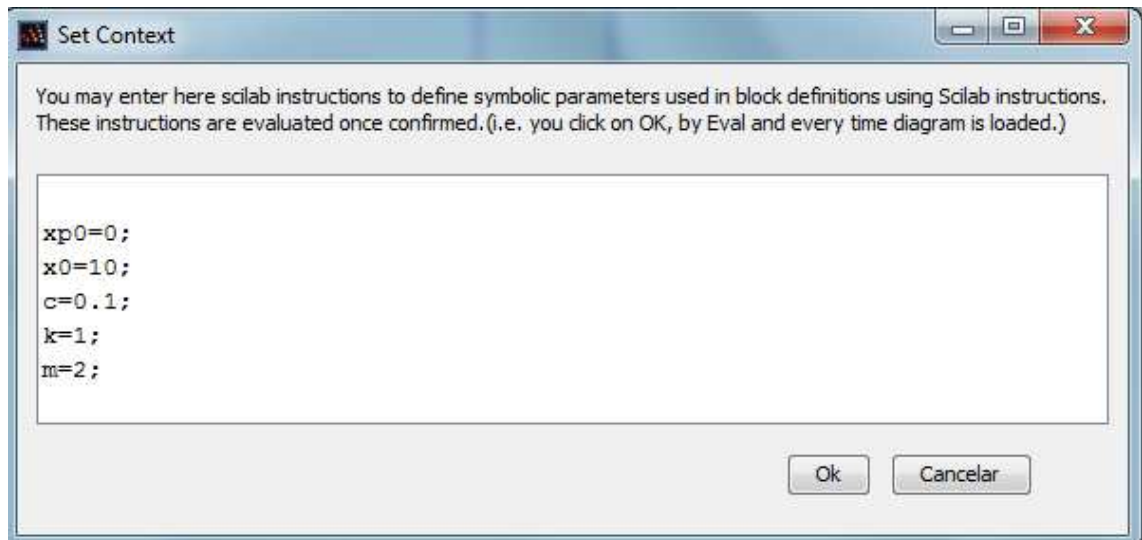 Set Context
You may enter here scilab instructions to define symbolic parameters used in block definitions using Scilab instructions.
These instructions are evaluated once confirmed.(i.e. you click on OK, by Eval and every time diagram is loaded.)
xp0=0;
x0=10;
c=0.1;
k=1;
m=2;
Ok Cancelar